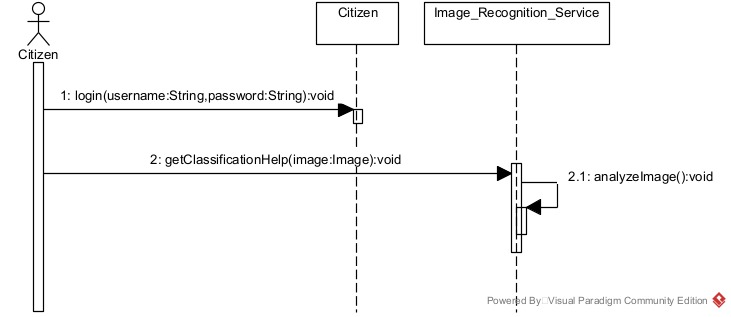 Citizen
Image_Recognition_Service
Citizen
1: login(username:String,password:String):void
2: getClassificationHelp(image:Image):void
2.1: analyzeImage():void
Powered By Visual Paradigm Community Edition